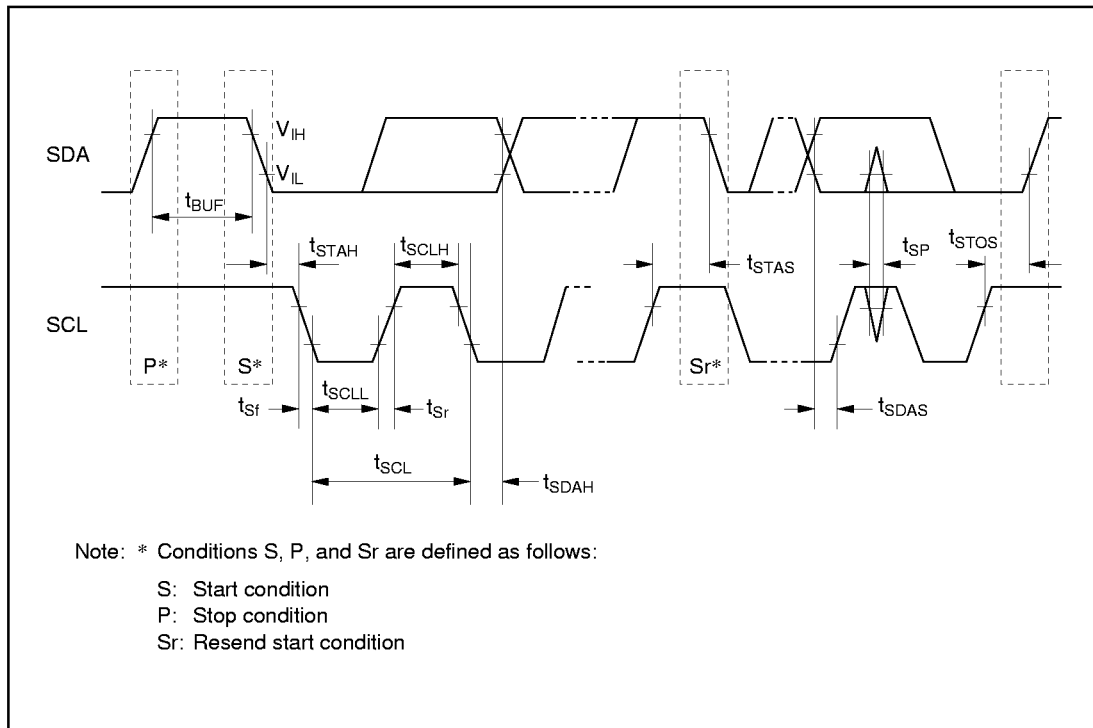 SDA
V_IH
V_IL
t_BUF
t_STAH
t_SCLH
t_STAS
t_SP
t_STOS
SCL
P*
S*
Sr*
t_Sf
t_SCLL
t_Sr
t_SDAS
t_SCL
t_SDAH
Note: * Conditions S, P, and Sr are defined as follows:
S: Start condition
P: Stop condition
Sr: Resend start condition